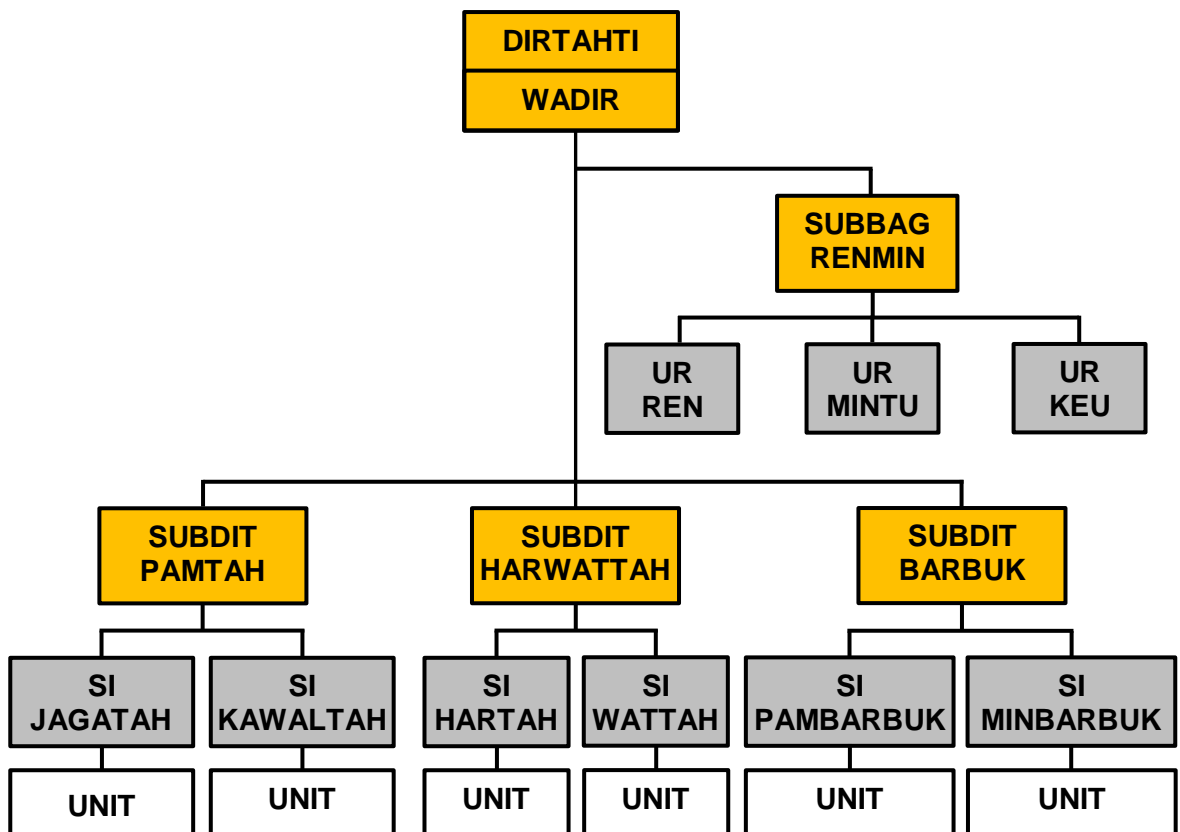 DIRTAHTI
WADIR
SUBBAG
RENMIN
UR
REN
UR
MINTU
UR
KEU
SUBDIT
PAMTAH
SUBDIT
HARWATTAH
SUBDIT
BARBUK
SI
JAGATAH
SI
KAWALTAH
SI
HARTAH
SI
WATTAH
SI
PAMBARBUK
SI
MINBARBUK
UNIT
UNIT
UNIT
UNIT
UNIT
UNIT